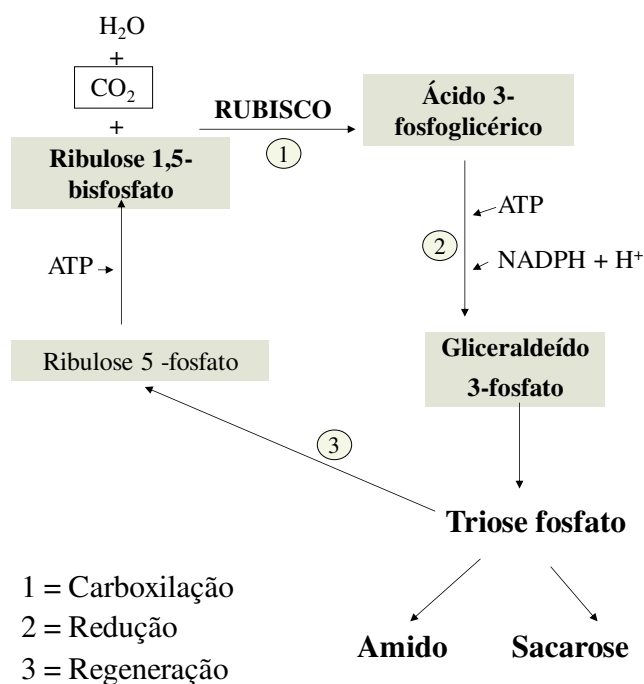 H₂O
+
CO₂
+
Ribulose 1,5-
bisfosfato
RUBISCO
1
Ácido 3-
fosfoglicérico
ATP
2
NADPH + H⁺
Gliceraldeído
3-fosfato
ATP
Ribulose 5 -fosfato
3
Triose fosfato
Amido
Sacarose
1 = Carboxilação
2 = Redução
3 = Regeneração